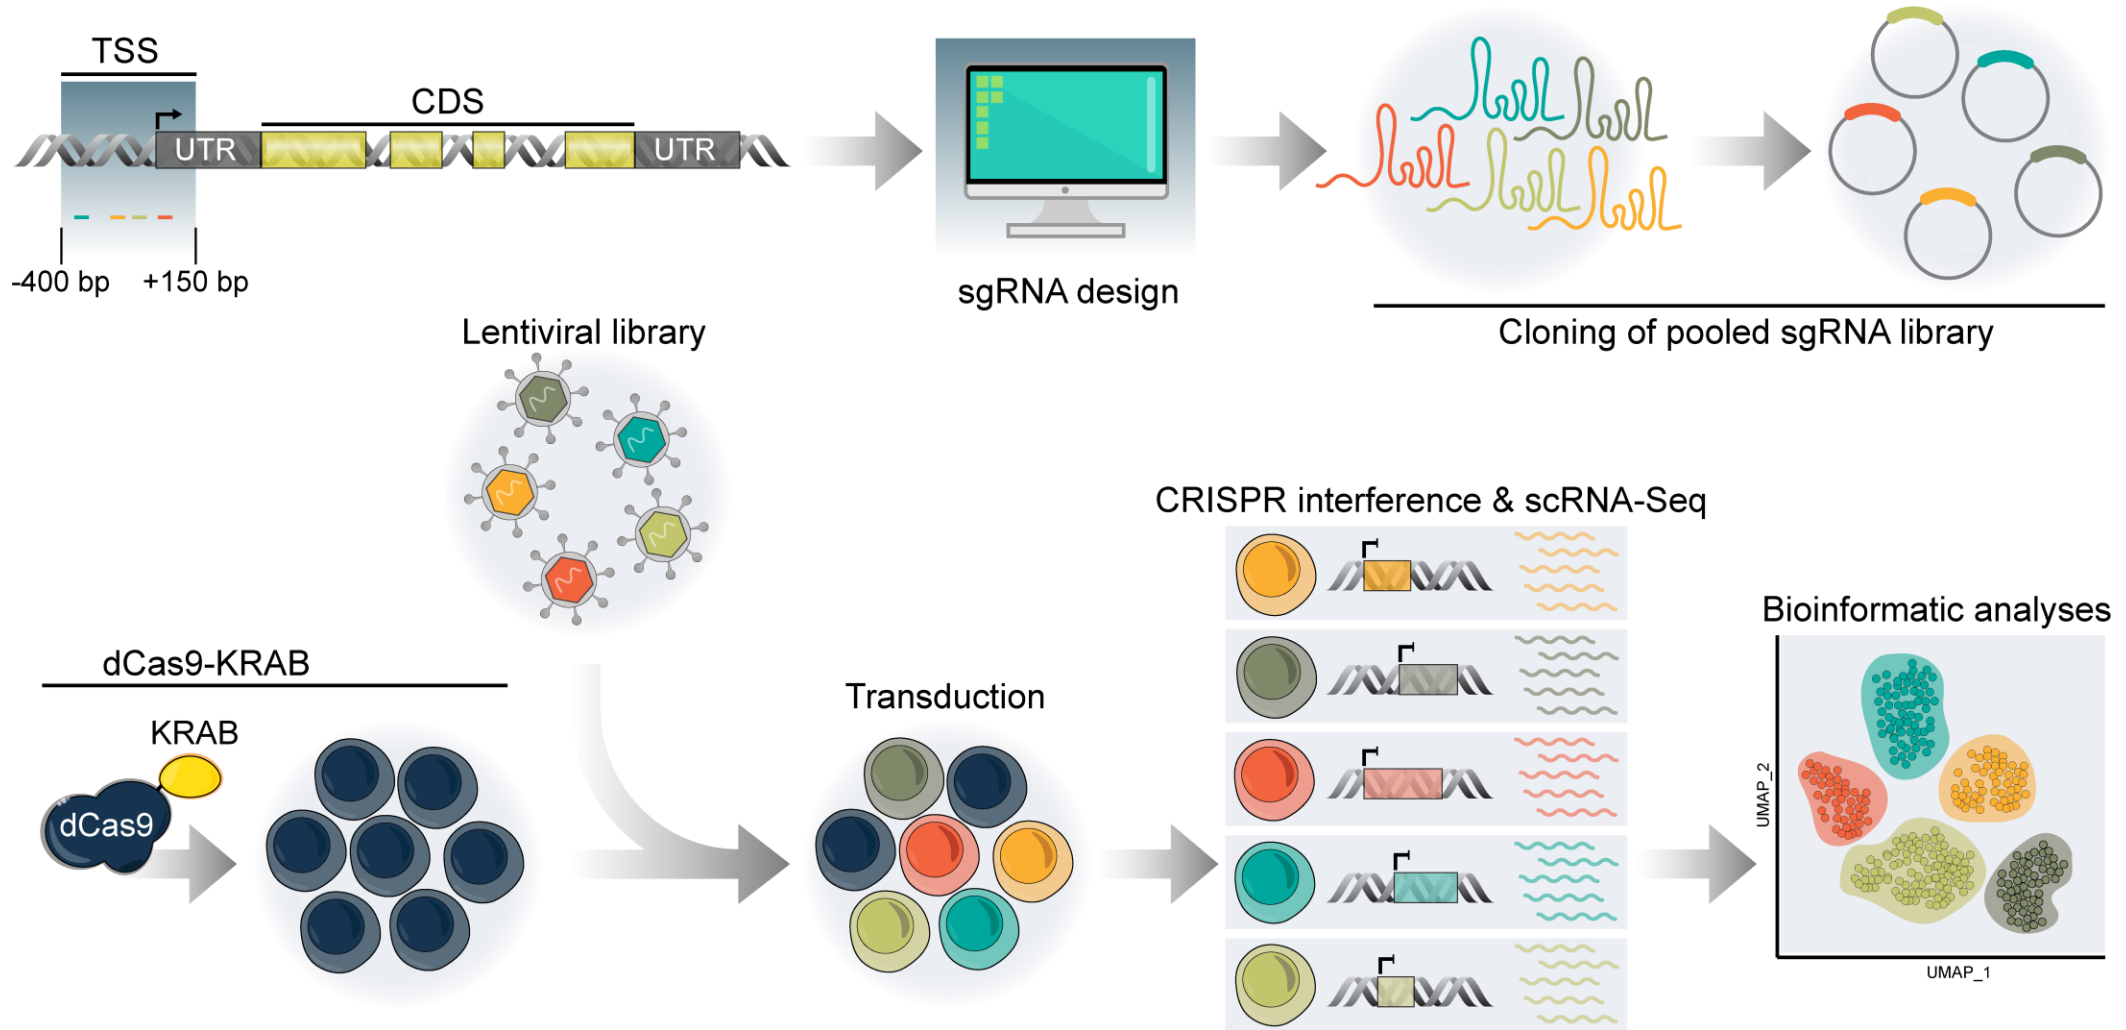 TSS
CDS
UTR
UTR
-400 bp
+150 bp
sgRNA design
Cloning of pooled sgRNA library
Lentiviral library
dCas9-KRAB
KRAB
dCas9
Transduction
CRISPR interference & scRNA-Seq
Bioinformatic analyses
UMAP_2
UMAP_1